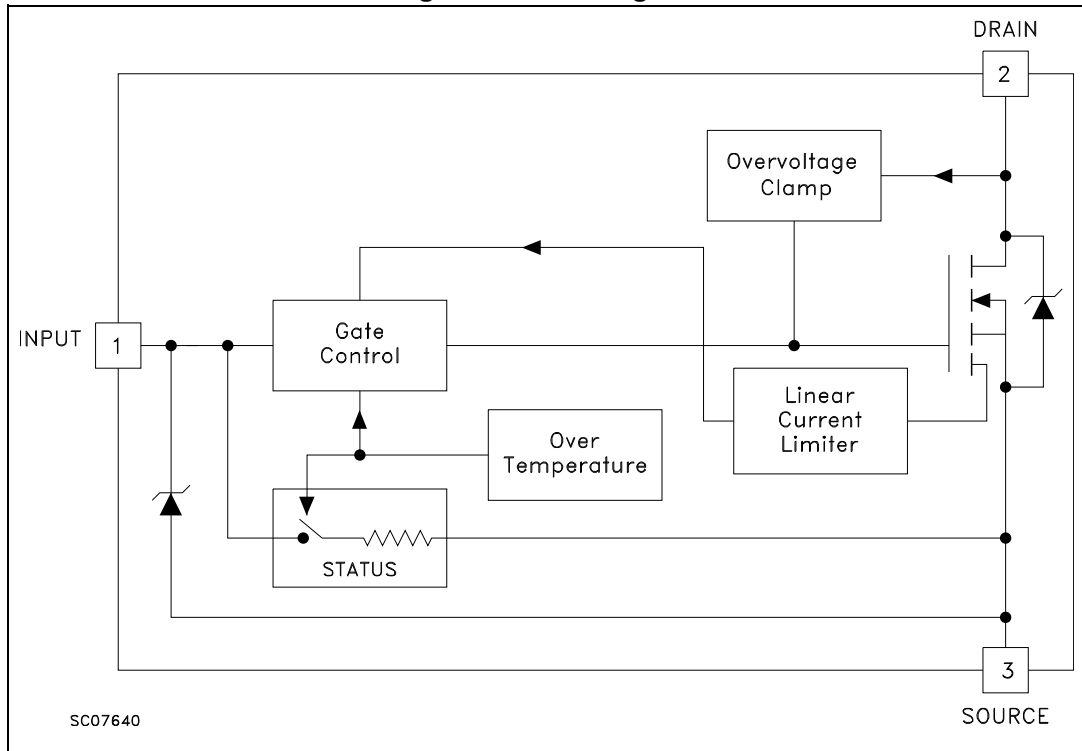 DRAIN
2
Overvoltage
Clamp
INPUT
1
Gate
Control
Linear
Current
Limiter
Over
Temperature
STATUS
3
SOURCE
SC07640